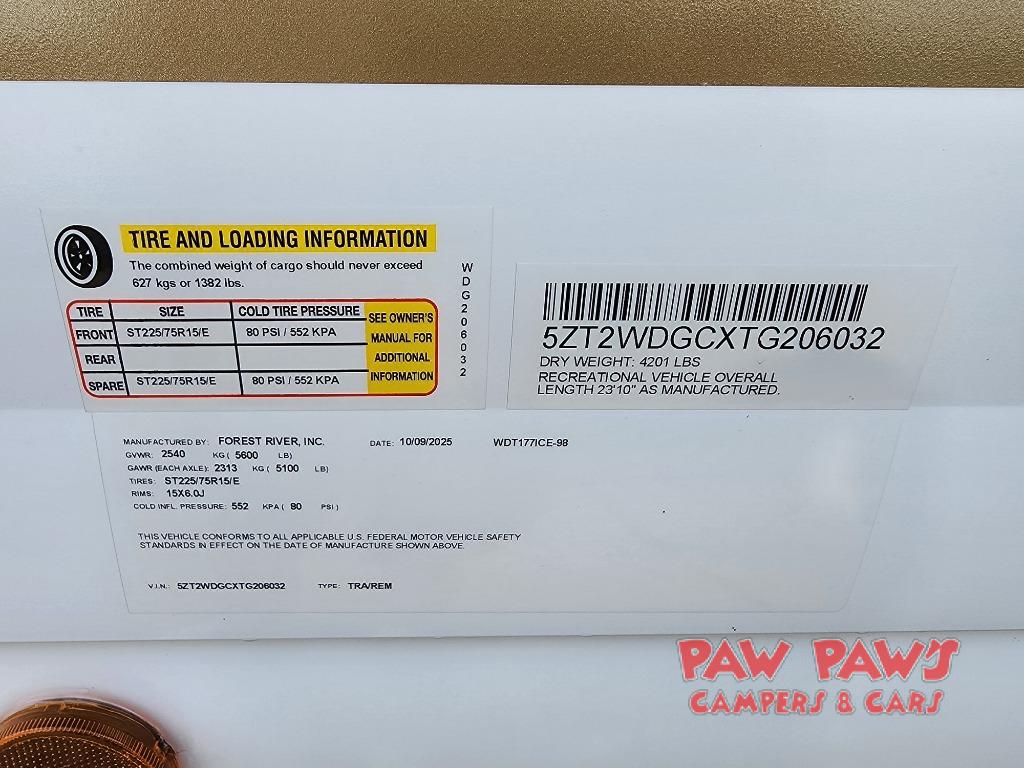 TIRE AND LOADING INFORMATION
The combined weight of cargo should never exceed
627 kgs or 1382 lbs.
TIRE SIZE COLD TIRE PRESSURE SEE OWNER'S MANUAL FOR ADDITIONAL INFORMATION
FRONT ST225/75R15/E 80 PSI / 552 KPA
REAR
SPARE ST225/75R15/E 80 PSI / 552 KPA
WDG206032
5ZT2WDGCXTG206032
DRY WEIGHT: 4201 LBS
RECREATIONAL VEHICLE OVERALL
LENGTH 23'10" AS MANUFACTURED.
MANUFACTURED BY: FOREST RIVER, INC. DATE: 10/09/2025 WDT177ICE-98
GVWR: 2540 KG ( 5600 LB)
GAWR (EACH AXLE): 2313 KG ( 5100 LB)
TIRES: ST225/75R15/E
RIMS: 15X6.0J
COLD INFL. PRESSURE: 552 KPA ( 80 PSI )
THIS VEHICLE CONFORMS TO ALL APPLICABLE U.S. FEDERAL MOTOR VEHICLE SAFETY
STANDARDS IN EFFECT ON THE DATE OF MANUFACTURE SHOWN ABOVE.
V.I.N.: 5ZT2WDGCXTG206032 TYPE: TRA/REM
PAW PAW'S
CAMPERS & CARS